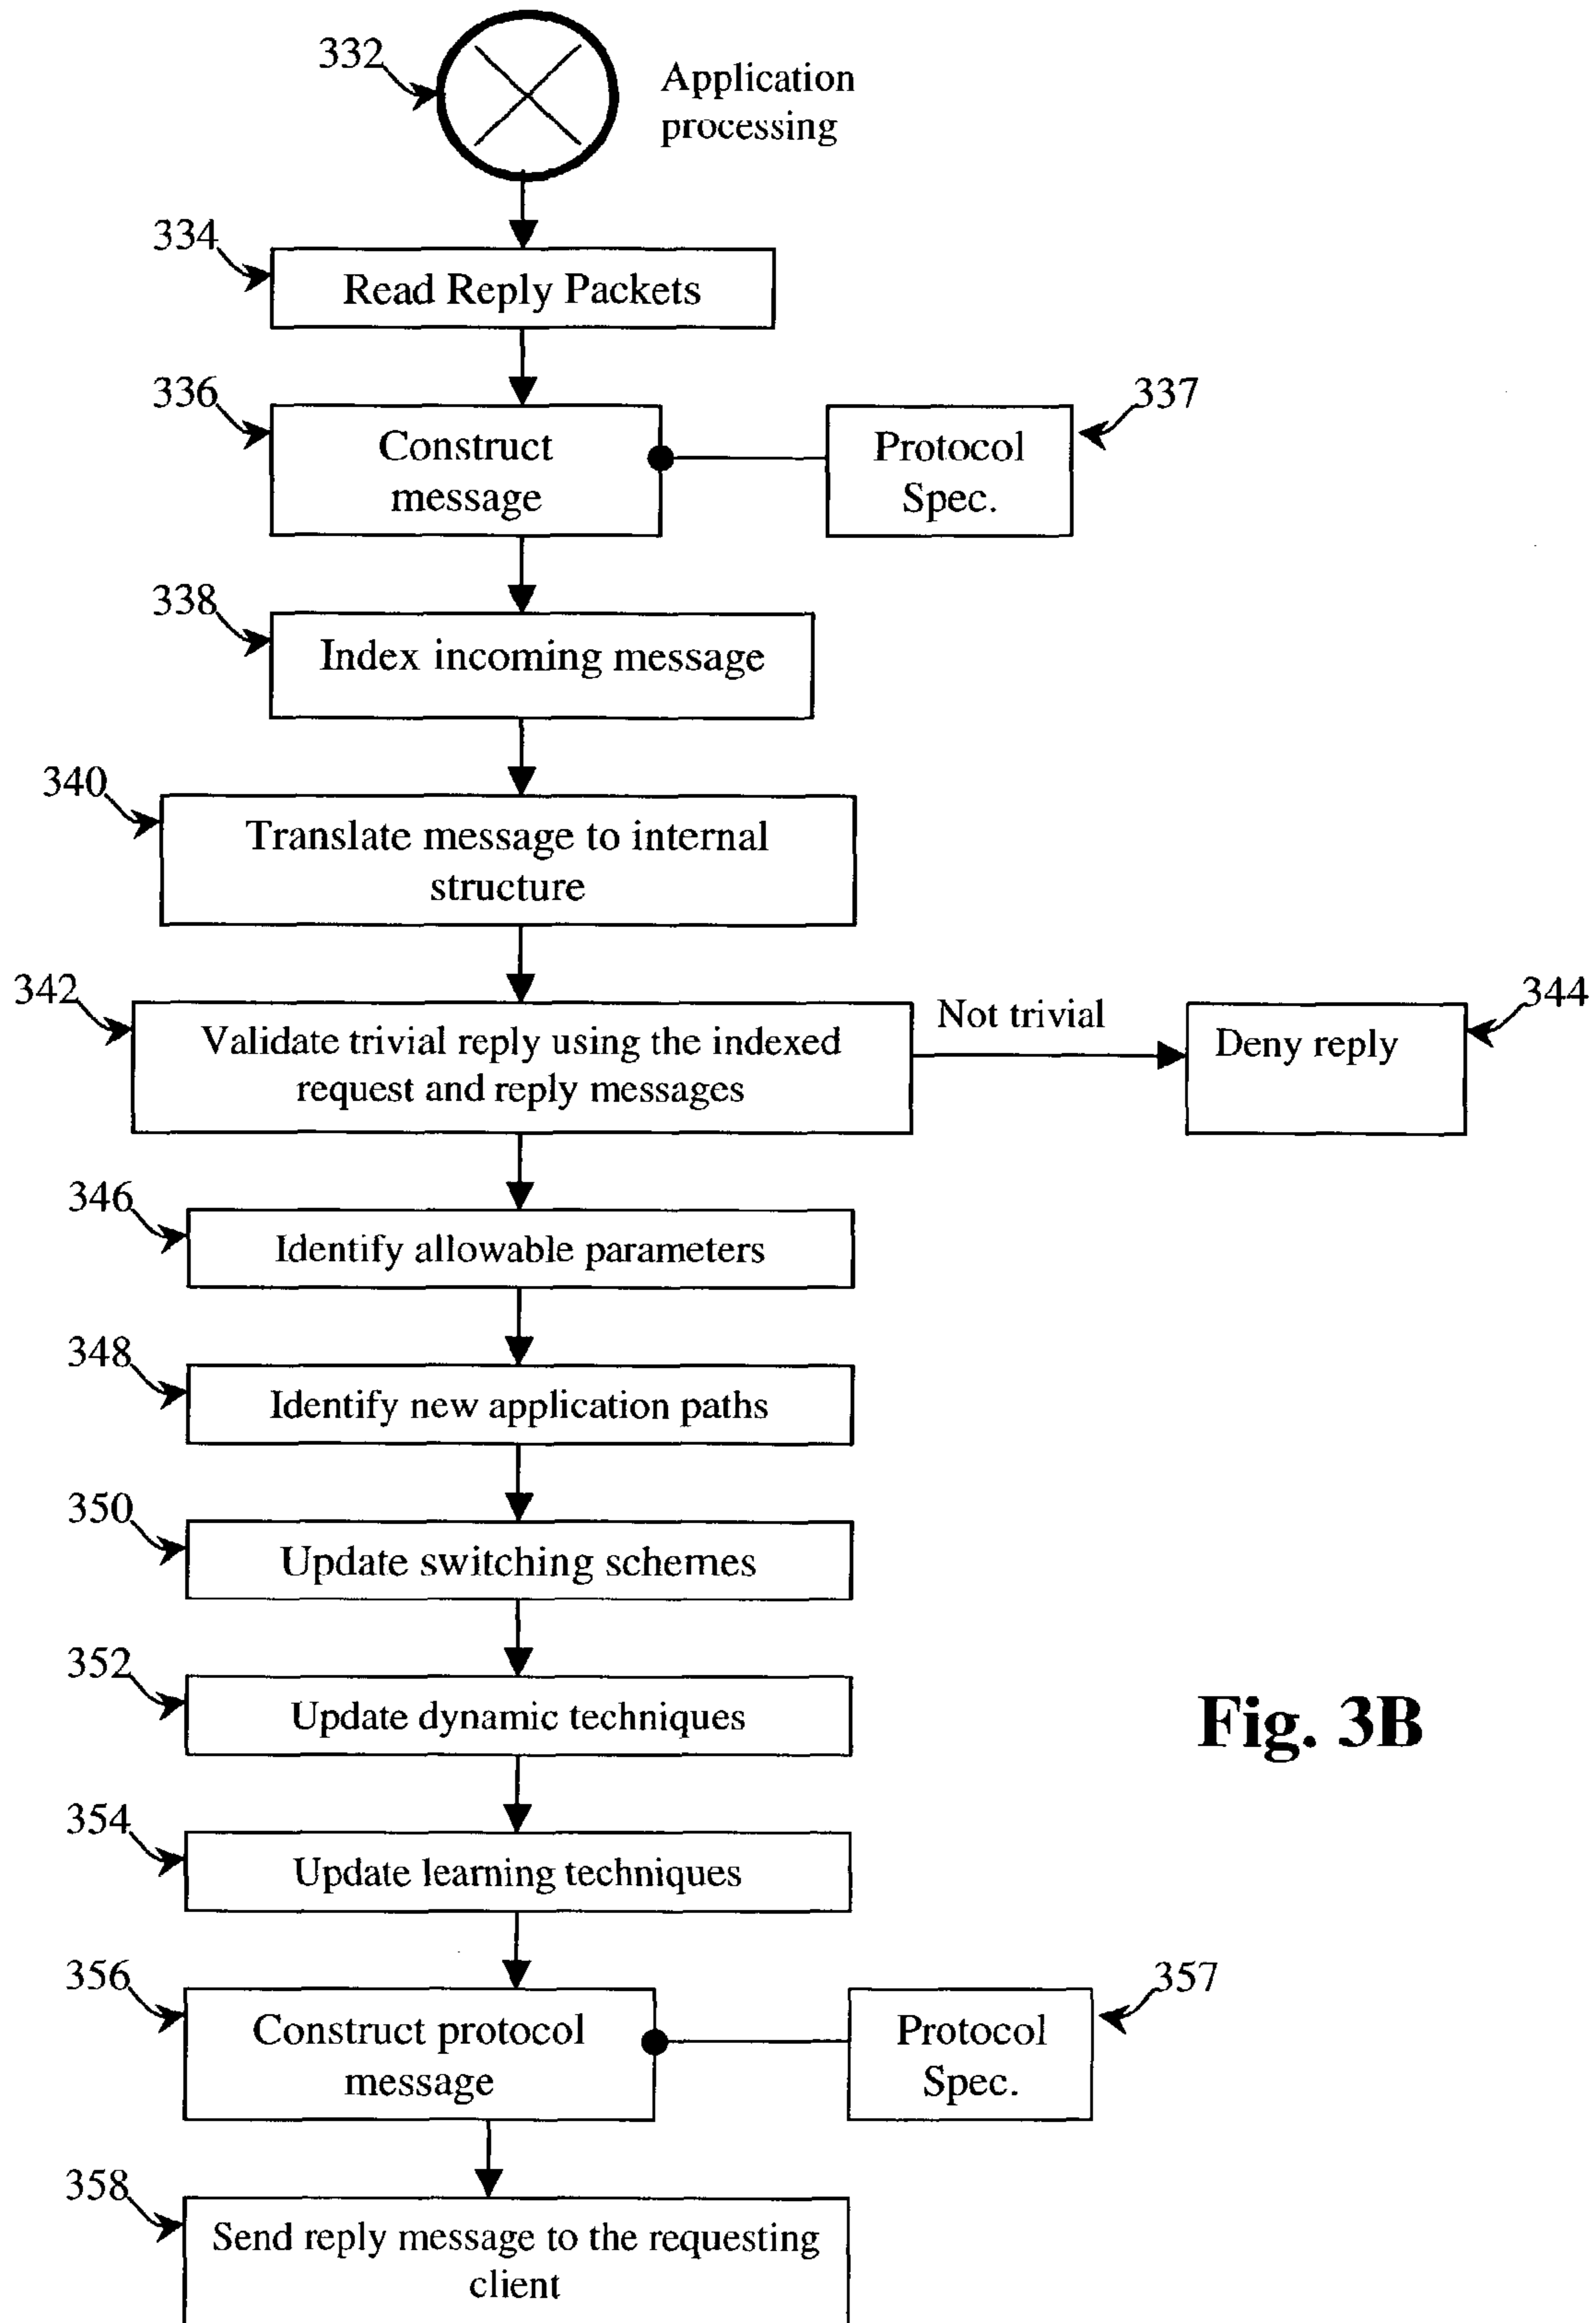 332
Application
processing
334
Read Reply Packets
336
Construct
message
337
Protocol
Spec.
338
Index incoming message
340
Translate message to internal
structure
342
Validate trivial reply using the indexed
request and reply messages
Not trivial
344
Deny reply
346
Identify allowable parameters
348
Identify new application paths
350
Update switching schemes
352
Update dynamic techniques
Fig. 3B
354
Update learning techniques
356
Construct protocol
message
357
Protocol
Spec.
358
Send reply message to the requesting
client